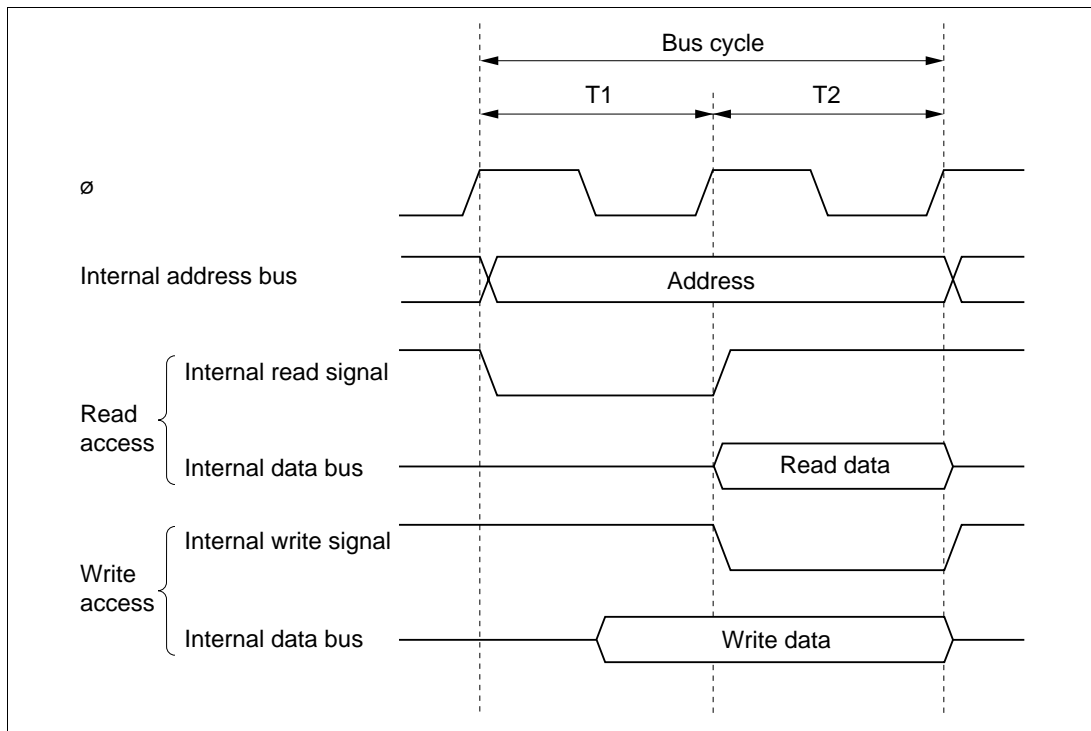 Bus cycle
T1
T2
ø
Internal address bus
Address
Read
access
Internal read signal
Internal data bus
Read data
Write
access
Internal write signal
Internal data bus
Write data